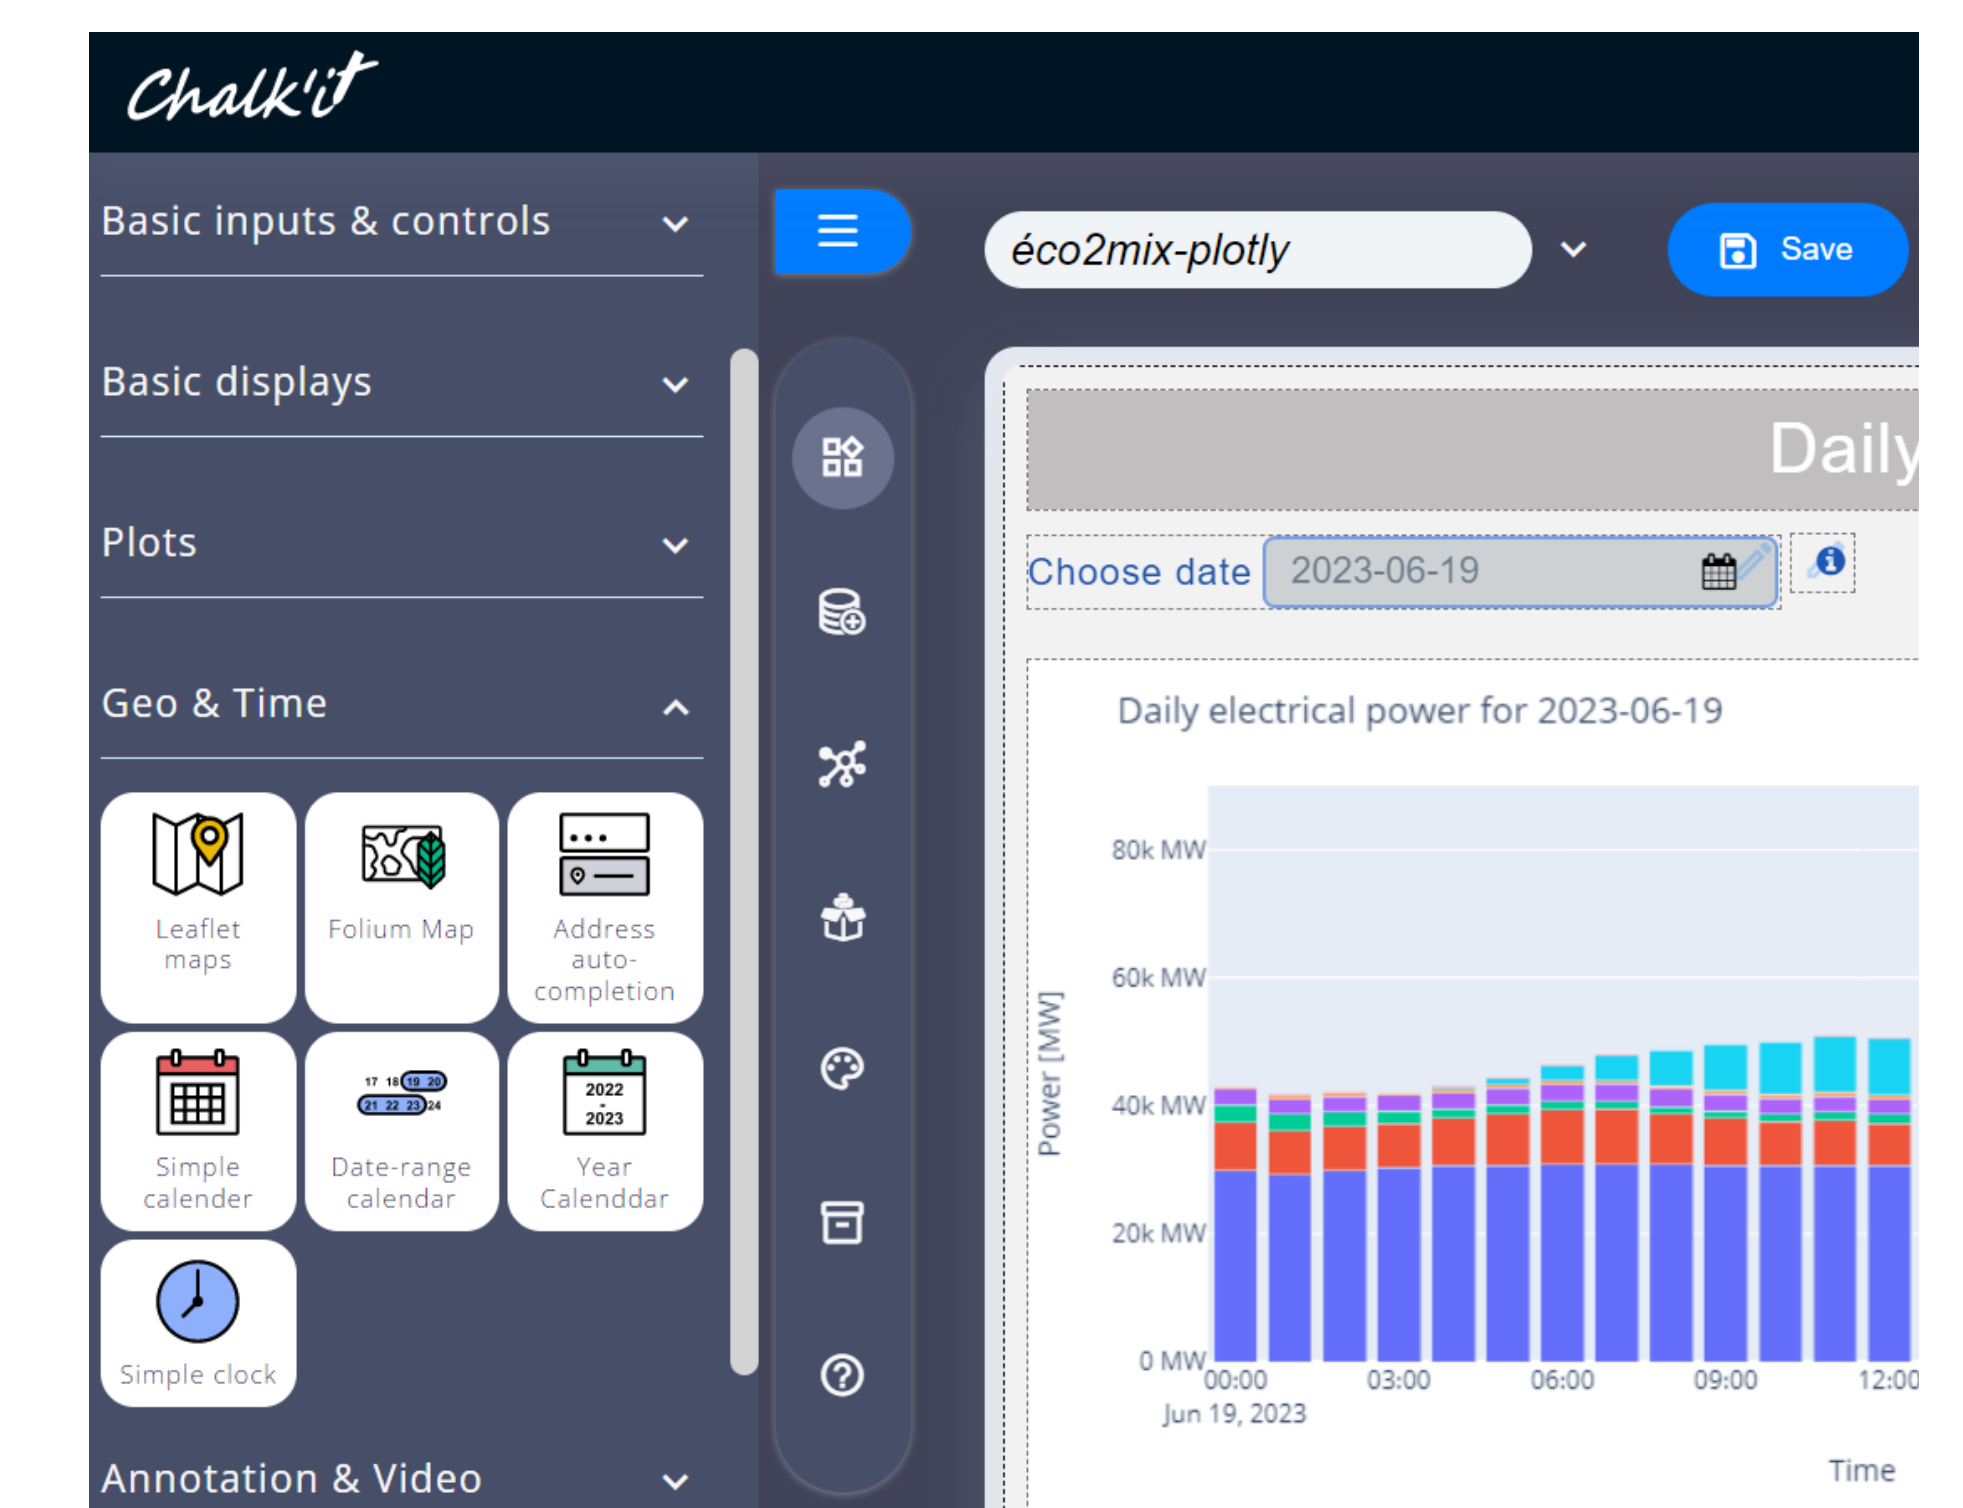 Chalk'it
Basic inputs & controls
Basic displays
Plots
Geo & Time
Leaflet
maps
Folium Map
Address
auto-
completion
17 18 19 20
21 22 23 24
2022
-
2023
Simple
calender
Date-range
calendar
Year
Calenddar
Simple clock
Annotation & Video
éco2mix-plotly
Save
Daily
Choose date
2023-06-19
Daily electrical power for 2023-06-19
80k MW
60k MW
40k MW
20k MW
0 MW
Power [MW]
00:00
03:00
06:00
09:00
12:00
Jun 19, 2023
Time